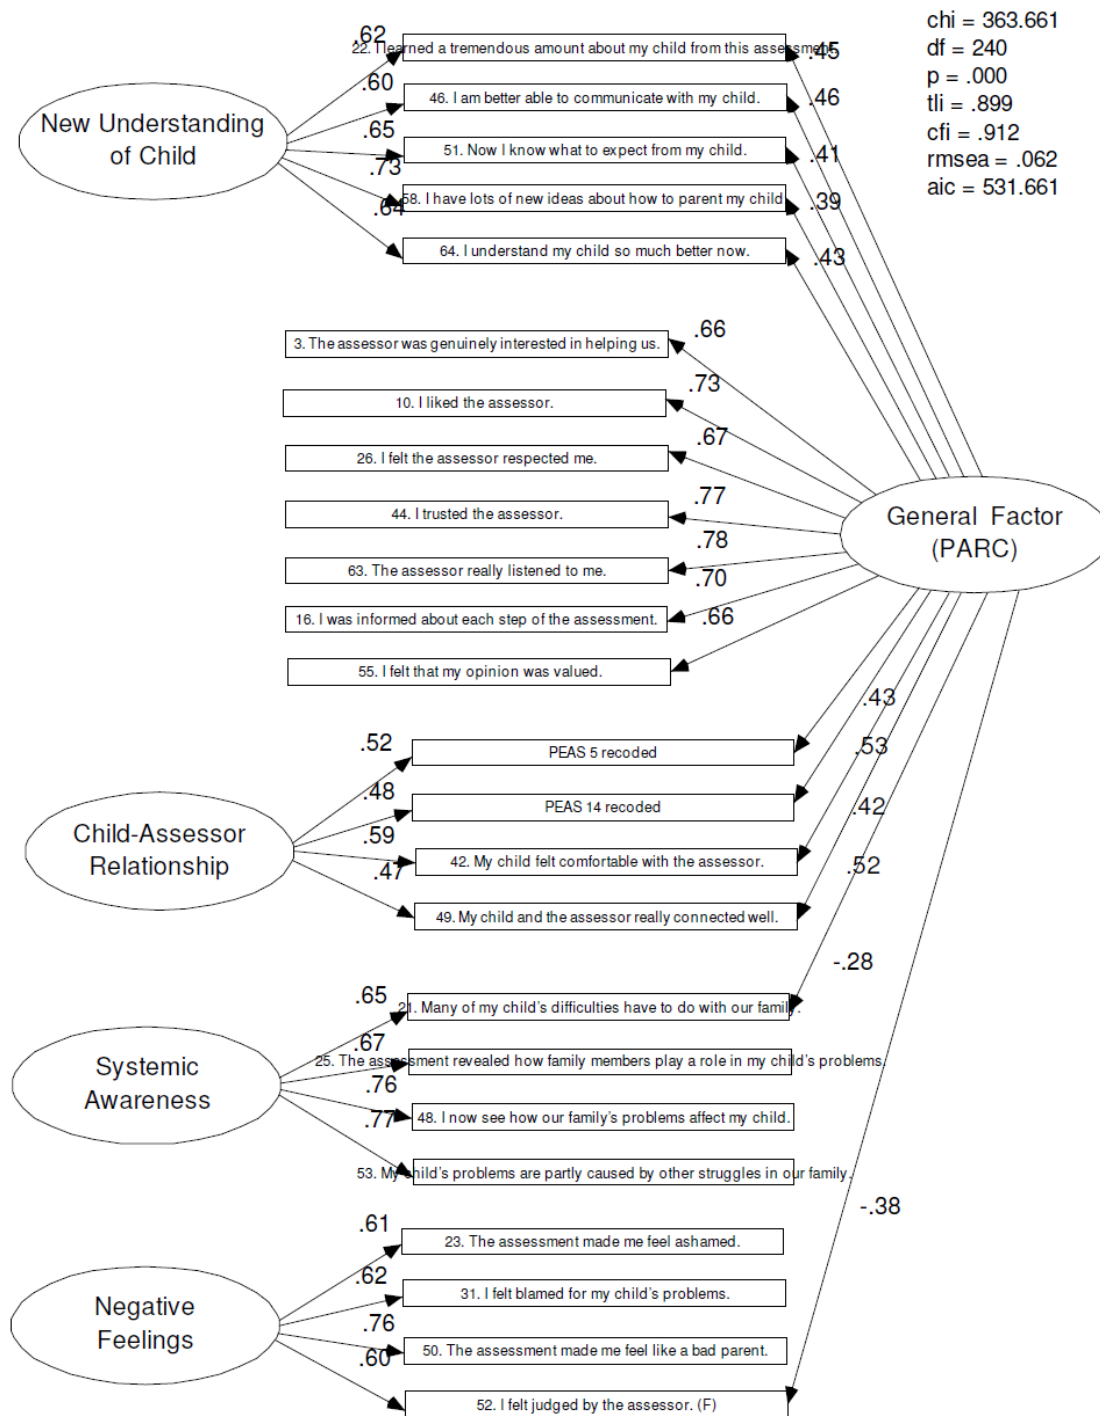 chi = 363.661
df = 240
p = .000
tli = .899
cfi = .912
rmsea = .062
aic = 531.661
New Understanding
of Child
.62
.60
.65
.73
.64
22. I learned a tremendous amount about my child from this assessment.
46. I am better able to communicate with my child.
51. Now I know what to expect from my child.
58. I have lots of new ideas about how to parent my child
64. I understand my child so much better now.
.45
.46
.41
.39
.43
3. The assessor was genuinely interested in helping us.
10. I liked the assessor.
26. I felt the assessor respected me.
44. I trusted the assessor.
63. The assessor really listened to me.
16. I was informed about each step of the assessment.
55. I felt that my opinion was valued.
.66
.73
.67
.77
.78
.70
.66
General Factor
(PARC)
Child-Assessor
Relationship
.52
.48
.59
.47
PEAS 5 recoded
PEAS 14 recoded
42. My child felt comfortable with the assessor.
49. My child and the assessor really connected well.
.43
.53
.42
.52
-.28
-.38
Systemic
Awareness
.65
.67
.76
.77
21. Many of my child's difficulties have to do with our family.
25. The assessment revealed how family members play a role in my child's problems.
48. I now see how our family's problems affect my child.
53. My child's problems are partly caused by other struggles in our family.
Negative
Feelings
.61
.62
.76
.60
23. The assessment made me feel ashamed.
31. I felt blamed for my child's problems.
50. The assessment made me feel like a bad parent.
52. I felt judged by the assessor. (F)